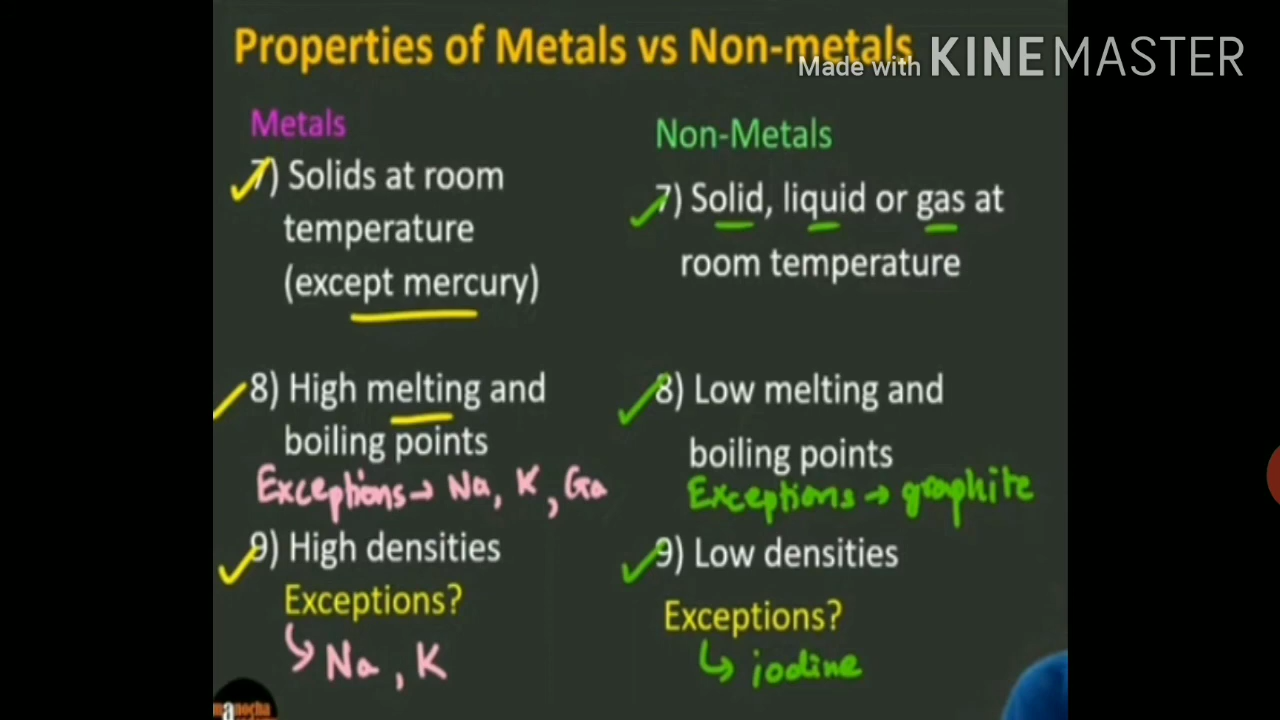 Properties of Metals vs Non-metals
Made with KINEMASTER
Metals
7) Solids at room
temperature
(except mercury)
8) High melting and
boiling points
Exceptions → Na, K, Ga
9) High densities
Exceptions?
↳ Na, K
Non-Metals
7) Solid, liquid or gas at
room temperature
8) Low melting and
boiling points
Exceptions → graphite
9) Low densities
Exceptions?
↳ iodine
manocha